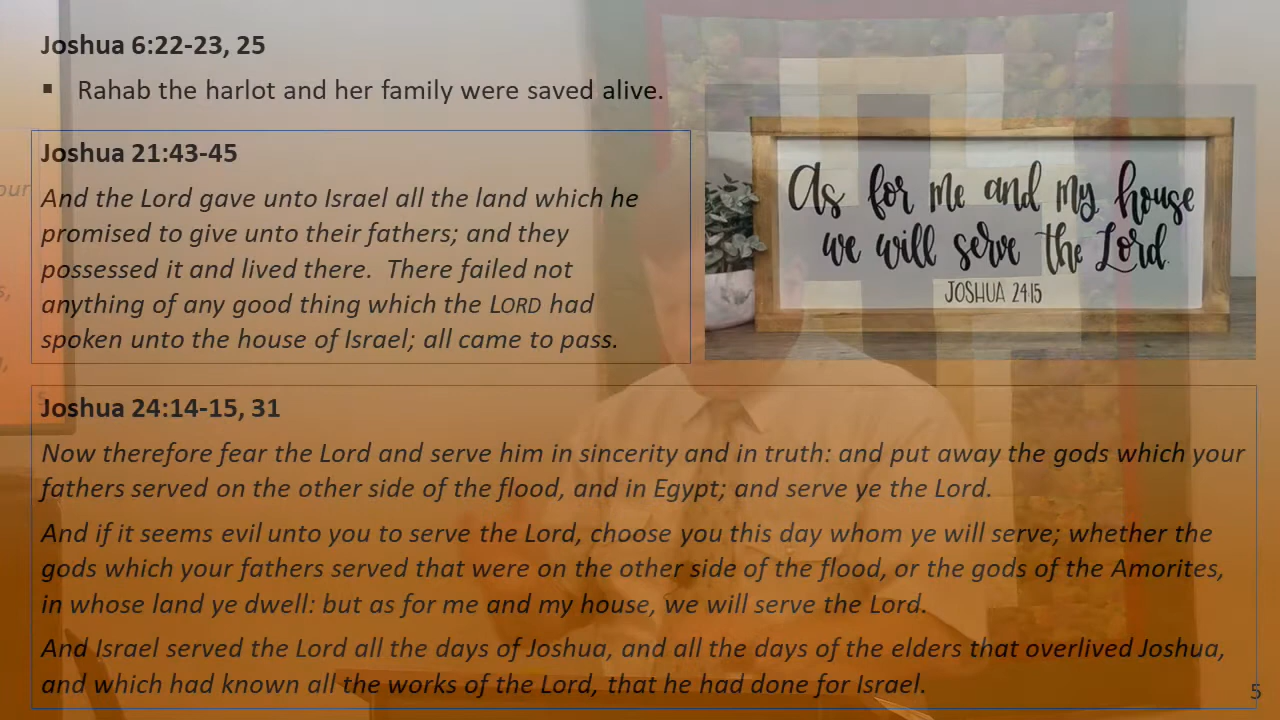 Joshua 6:22-23, 25
▪ Rahab the harlot and her family were saved alive.
Joshua 21:43-45
And the Lord gave unto Israel all the land which he
promised to give unto their fathers; and they
possessed it and lived there. There failed not
anything of any good thing which the LORD had
spoken unto the house of Israel; all came to pass.
As for me and my house
we will serve the Lord.
JOSHUA 24:15
Joshua 24:14-15, 31
Now therefore fear the Lord and serve him in sincerity and in truth: and put away the gods which your
fathers served on the other side of the flood, and in Egypt; and serve ye the Lord.
And if it seems evil unto you to serve the Lord, choose you this day whom ye will serve; whether the
gods which your fathers served that were on the other side of the flood, or the gods of the Amorites,
in whose land ye dwell: but as for me and my house, we will serve the Lord.
And Israel served the Lord all the days of Joshua, and all the days of the elders that overlived Joshua,
and which had known all the works of the Lord, that he had done for Israel.
5